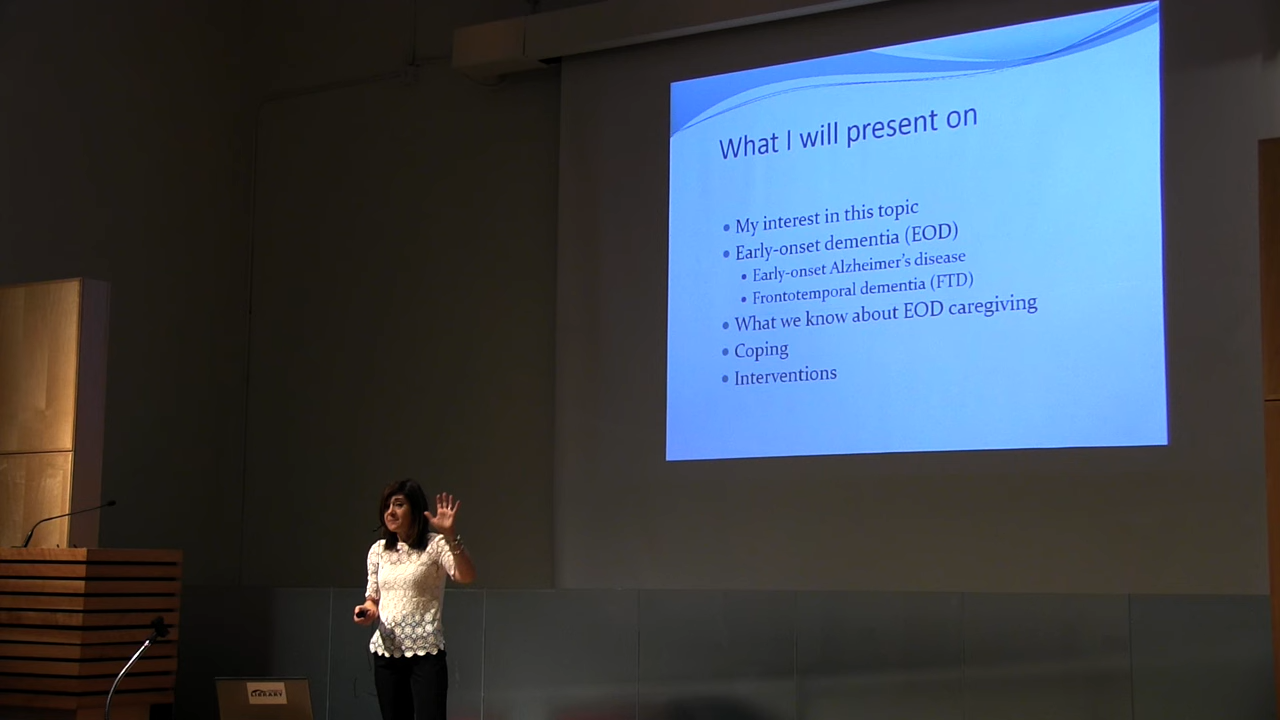 What I will present on
• My interest in this topic
• Early-onset dementia (EOD)
• Early-onset Alzheimer's disease
• Frontotemporal dementia (FTD)
• What we know about EOD caregiving
• Coping
• Interventions
LIBRARY